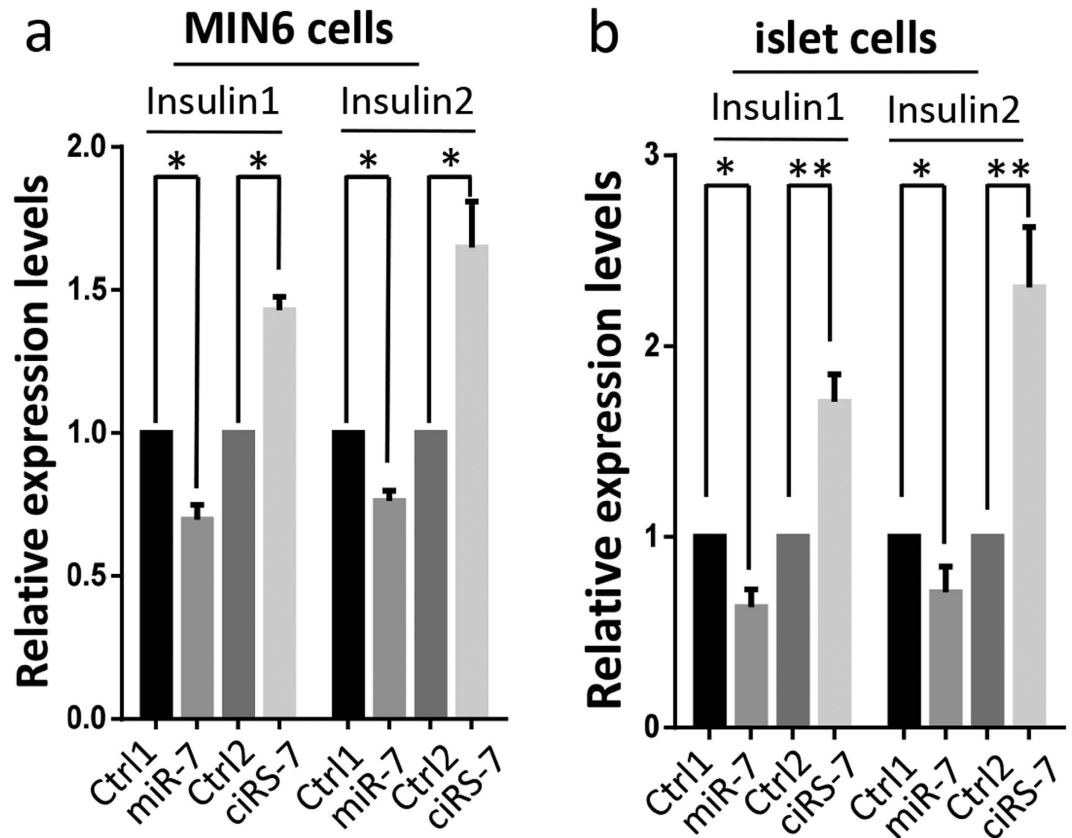 a
MIN6 cells
Insulin1 Insulin2
Relative expression levels
2.0
1.5
1.0
0.5
0.0
* * * *
Ctrl1 miR-7 Ctrl2 ciRS-7 Ctrl1 miR-7 Ctrl2 ciRS-7
b
islet cells
Insulin1 Insulin2
Relative expression levels
3
2
1
0
* ** * **
Ctrl1 miR-7 Ctrl2 ciRS-7 Ctrl1 miR-7 Ctrl2 ciRS-7